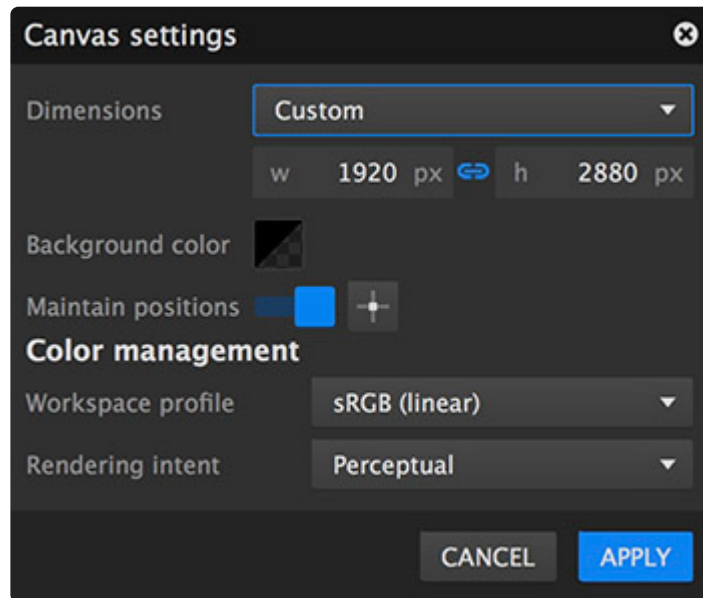 Canvas settings
Dimensions Custom
w 1920 px h 2880 px
Background color
Maintain positions
Color management
Workspace profile sRGB (linear)
Rendering intent Perceptual
CANCEL APPLY